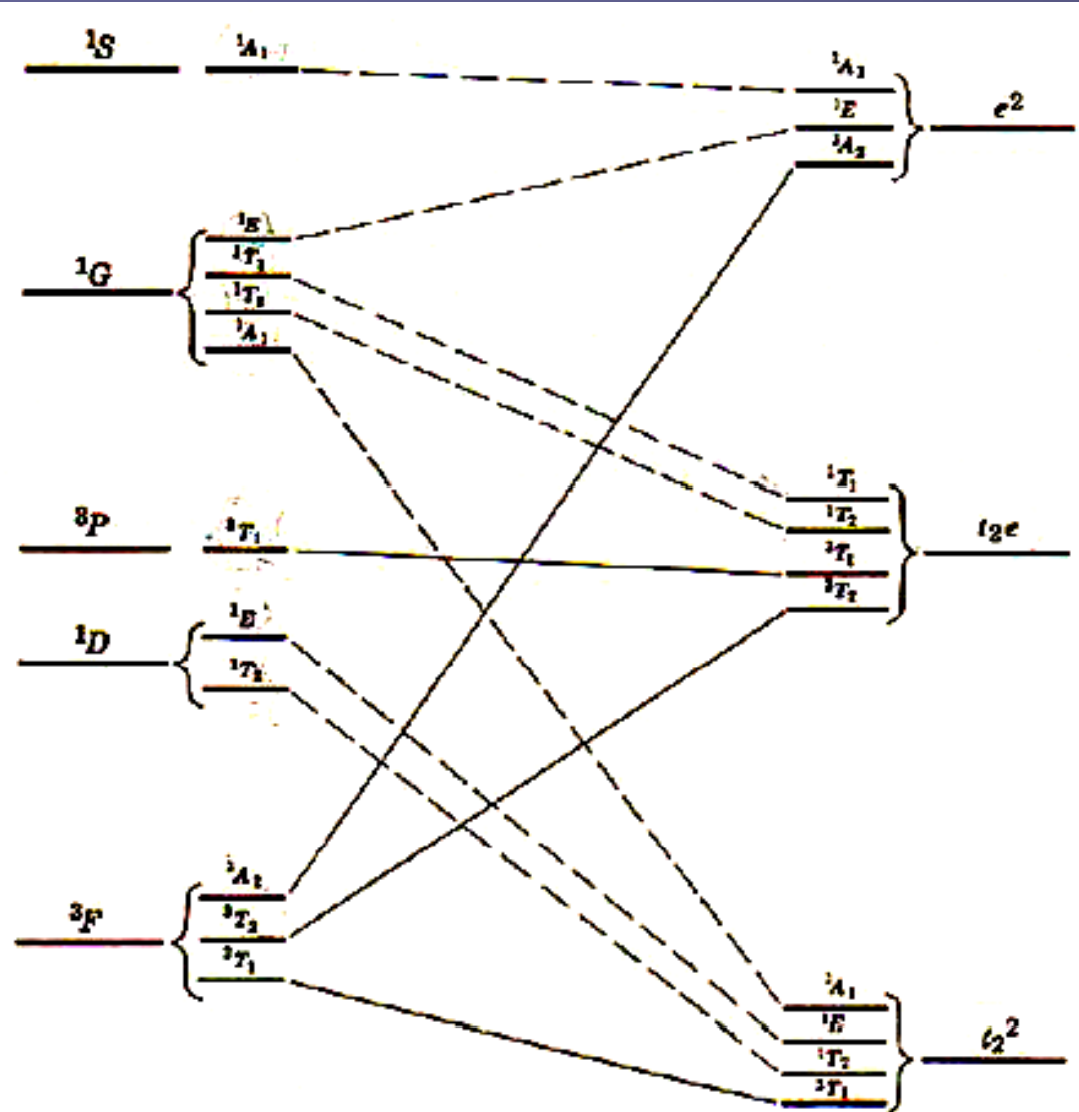 ¹S
¹G
³P
¹D
³F
¹A₁
¹E
¹T₁
¹T₂
¹A₁
³T₁
¹E
¹T₂
³A₂
³T₂
³T₁
¹A₁
¹E
³A₂
¹T₁
¹T₂
³T₁
³T₂
¹A₁
¹E
¹T₂
³T₁
e²
t₂e
t₂²